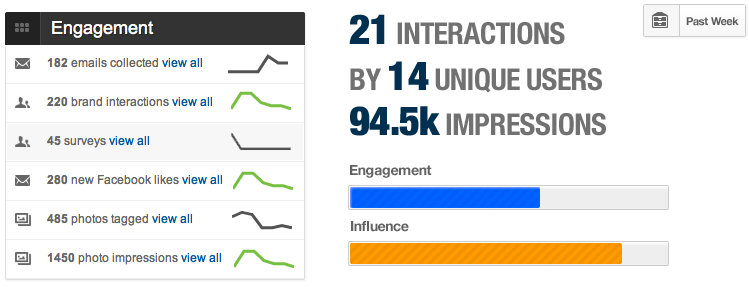 Engagement
182 emails collected view all
220 brand interactions view all
45 surveys view all
280 new Facebook likes view all
485 photos tagged view all
1450 photo impressions view all
21 INTERACTIONS
BY 14 UNIQUE USERS
94.5k IMPRESSIONS
Past Week
Engagement
Influence